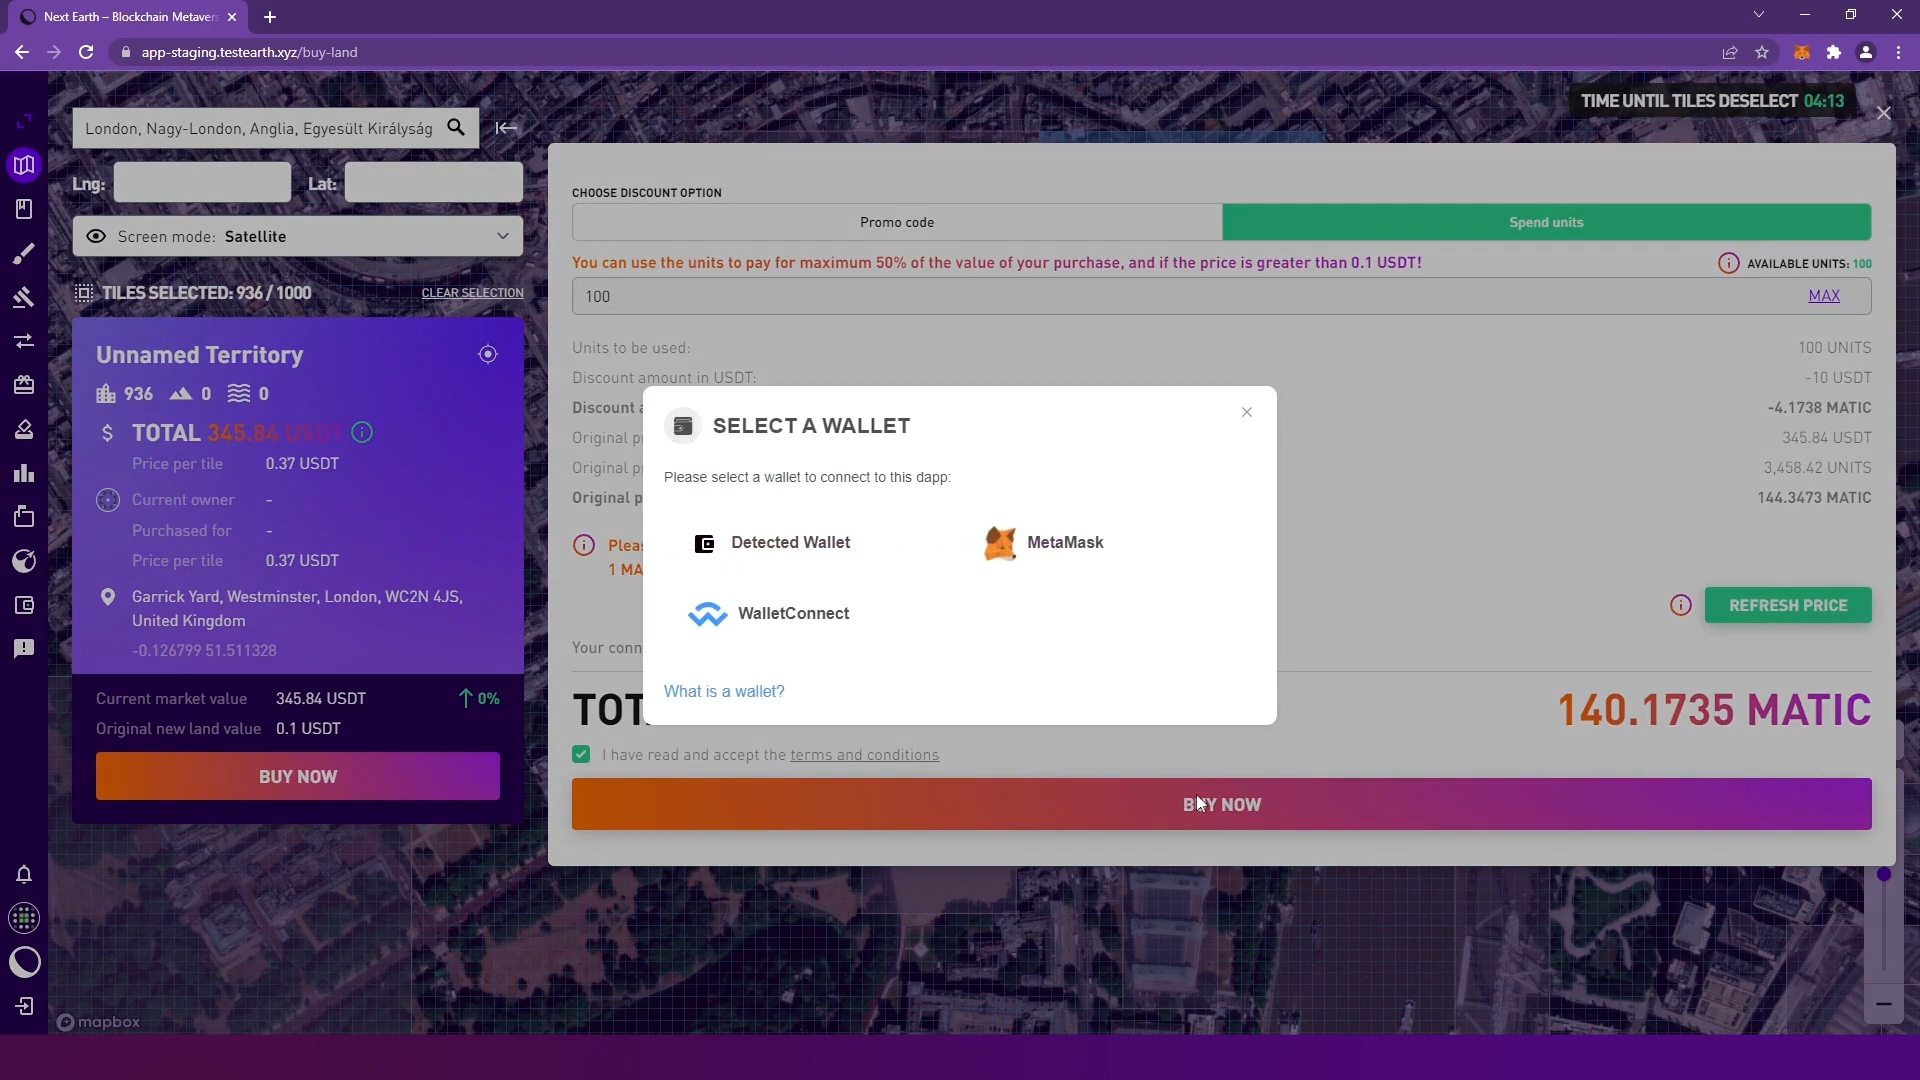 Next Earth – Blockchain Metavers
app-staging.testearth.xyz/buy-land
TIME UNTIL TILES DESELECT 04:13
London, Nagy-London, Anglia, Egyesült Királyság
Lng:
Lat:
Screen mode: Satellite
TILES SELECTED: 936 / 1000
CLEAR SELECTION
Unnamed Territory
936 0 0
$ TOTAL 345.84 USDT
Price per tile 0.37 USDT
Current owner -
Purchased for -
Price per tile 0.37 USDT
Garrick Yard, Westminster, London, WC2N 4JS,
United Kingdom
-0.126799 51.511328
Current market value 345.84 USDT 0%
Original new land value 0.1 USDT
BUY NOW
CHOOSE DISCOUNT OPTION
Promo code
Spend units
You can use the units to pay for maximum 50% of the value of your purchase, and if the price is greater than 0.1 USDT!
AVAILABLE UNITS: 100
100
MAX
Units to be used: 100 UNITS
Discount amount in USDT: -10 USDT
Discount -4.1738 MATIC
Original 345.84 USDT
Original 3,458.42 UNITS
Original 144.3473 MATIC
REFRESH PRICE
Your
140.1735 MATIC
I have read and accept the terms and conditions
BUY NOW
SELECT A WALLET
Please select a wallet to connect to this dapp:
Detected Wallet
MetaMask
WalletConnect
What is a wallet?
mapbox